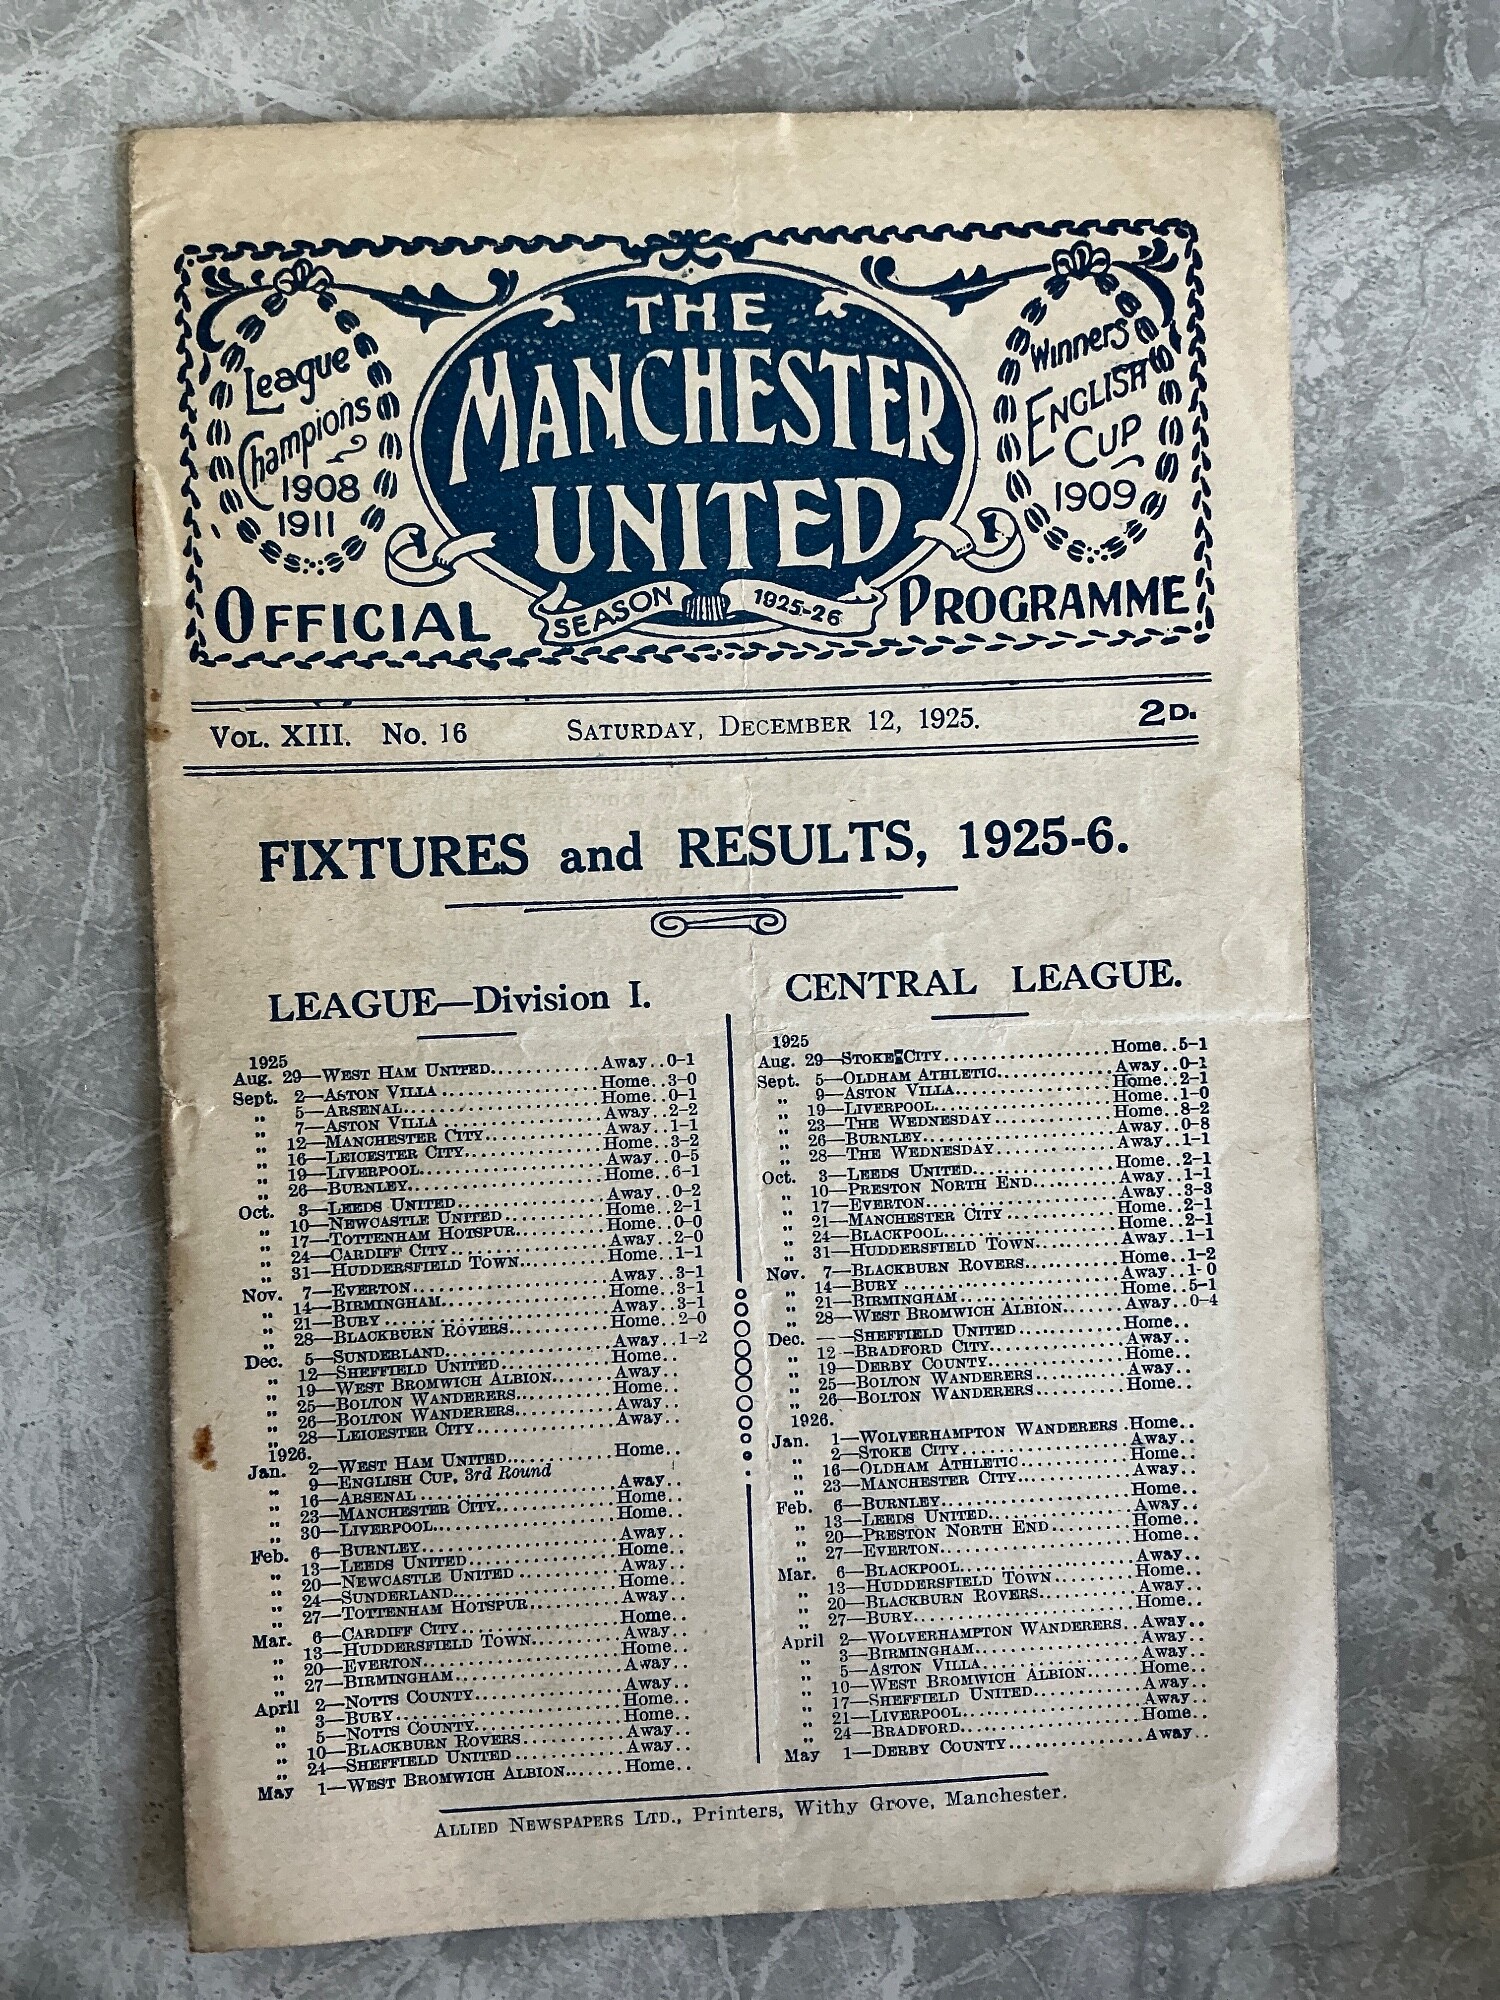 THE
MANCHESTER
UNITED
League
Champions
1908
1911
Winners
ENGLISH
CUP
1909
OFFICIAL
SEASON 1925-26
PROGRAMME
VOL. XIII. No. 16 SATURDAY, DECEMBER 12, 1925. 2D.
FIXTURES and RESULTS, 1925-6.
LEAGUE—Division I.
1925
Aug. 29—WEST HAM UNITED............Away..0-1
Sept. 2—ASTON VILLA..................Home..3-0
„ 5—ARSENAL......................Home..0-1
„ 7—ASTON VILLA..................Away..2-2
„ 12—MANCHESTER CITY..............Away..1-1
„ 16—LEICESTER CITY...............Home..3-2
„ 19—LIVERPOOL....................Away..0-5
„ 26—BURNLEY......................Home..6-1
Oct. 3—LEEDS UNITED.................Away..0-2
„ 10—NEWCASTLE UNITED.............Home..2-1
„ 17—TOTTENHAM HOTSPUR............Home..0-0
„ 24—CARDIFF CITY.................Away..2-0
„ 31—HUDDERSFIELD TOWN............Home..1-1
Nov. 7—EVERTON......................Away..3-1
„ 14—BIRMINGHAM...................Home..3-1
„ 21—BURY.........................Away..3-1
„ 28—BLACKBURN ROVERS.............Home..2-0
Dec. 5—SUNDERLAND...................Away..1-2
„ 12—SHEFFIELD UNITED.............Home..
„ 19—WEST BROMWICH ALBION.........Away..
„ 25—BOLTON WANDERERS.............Home..
„ 26—BOLTON WANDERERS.............Away..
„ 28—LEICESTER CITY...............Away..
1926.
Jan. 2—WEST HAM UNITED..............Home..
„ 9—ENGLISH CUP, 3rd Round
„ 16—ARSENAL......................Away..
„ 23—MANCHESTER CITY..............Home..
„ 30—LIVERPOOL....................Home..
Feb. 6—BURNLEY......................Away..
„ 13—LEEDS UNITED.................Home..
„ 20—NEWCASTLE UNITED.............Away..
„ 24—SUNDERLAND...................Home..
„ 27—TOTTENHAM HOTSPUR............Away..
Mar. 6—CARDIFF CITY.................Home..
„ 13—HUDDERSFIELD TOWN............Away..
„ 20—EVERTON......................Home..
„ 27—BIRMINGHAM...................Away..
April 2—NOTTS COUNTY.................Away..
„ 3—BURY.........................Home..
„ 5—NOTTS COUNTY.................Home..
„ 10—BLACKBURN ROVERS.............Away..
„ 24—SHEFFIELD UNITED.............Away..
May 1—WEST BROMWICH ALBION.......Home..
CENTRAL LEAGUE.
1925
Aug. 29—STOKE CITY...................Home..5-1
Sept. 5—OLDHAM ATHLETIC..............Away..0-1
„ 9—ASTON VILLA..................Home..2-1
„ 19—LIVERPOOL....................Home..1-0
„ 23—THE WEDNESDAY................Home..8-2
„ 26—BURNLEY......................Away..0-8
„ 28—THE WEDNESDAY................Away..1-1
Oct. 3—LEEDS UNITED.................Home..2-1
„ 10—PRESTON NORTH END............Away..1-1
„ 17—EVERTON......................Away..3-3
„ 21—MANCHESTER CITY..............Home..2-1
„ 24—BLACKPOOL....................Home..2-1
„ 31—HUDDERSFIELD TOWN............Away..1-1
Nov. 7—BLACKBURN ROVERS.............Home..1-2
„ 14—BURY.........................Away..1-0
„ 21—BIRMINGHAM...................Home..5-1
„ 28—WEST BROMWICH ALBION.........Away..0-4
Dec. — —SHEFFIELD UNITED.............Home..
„ 12—BRADFORD CITY................Away..
„ 19—DERBY COUNTY.................Home..
„ 25—BOLTON WANDERERS.............Away..
„ 26—BOLTON WANDERERS.............Home..
1926.
Jan. 1—WOLVERHAMPTON WANDERERS.Home..
„ 2—STOKE CITY...................Away..
„ 16—OLDHAM ATHLETIC..............Home..
„ 23—MANCHESTER CITY..............Away..
Feb. 6—BURNLEY......................Home..
„ 13—LEEDS UNITED.................Away..
„ 20—PRESTON NORTH END............Home..
„ 27—EVERTON......................Home..
Mar. 6—BLACKPOOL....................Away..
„ 13—HUDDERSFIELD TOWN............Home..
„ 20—BLACKBURN ROVERS.............Away..
„ 27—BURY.........................Home..
April 2—WOLVERHAMPTON WANDERERS..Away..
„ 3—BIRMINGHAM...................Away..
„ 5—ASTON VILLA..................Away..
„ 10—WEST BROMWICH ALBION......Home..
„ 17—SHEFFIELD UNITED.............Away..
„ 21—LIVERPOOL....................Away..
„ 24—BRADFORD.....................Home..
May 1—DERBY COUNTY.................Away..
ALLIED NEWSPAPERS LTD., Printers, Withy Grove, Manchester.